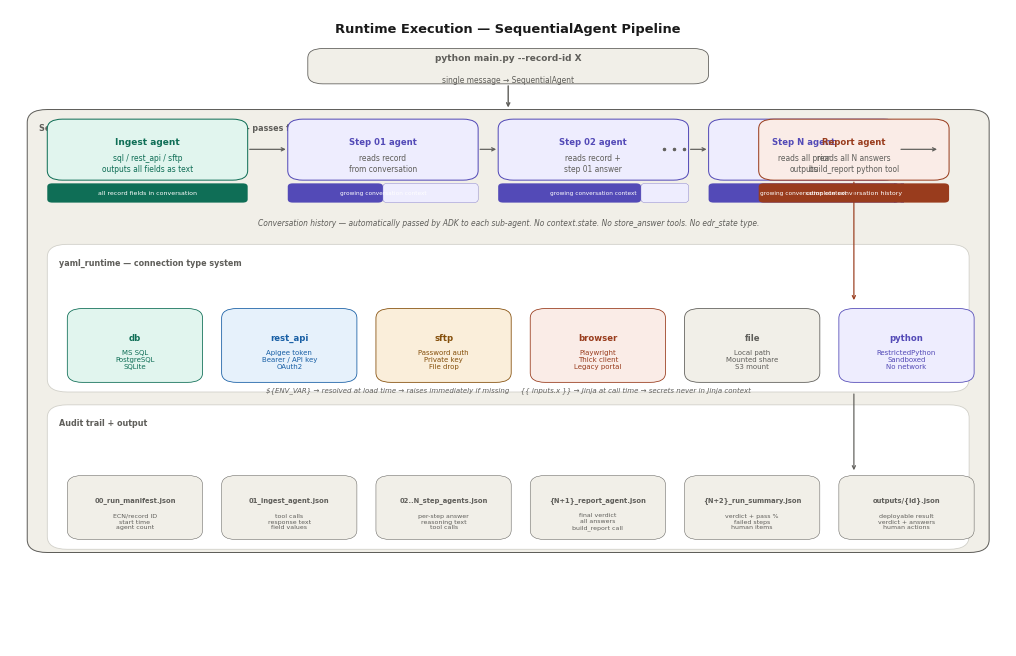 Runtime Execution — SequentialAgent Pipeline
python main.py --record-id X
single message → SequentialAgent
passes
Ingest agent
sql / rest_api / sftp
outputs all fields as text
all record fields in conversation
Step 01 agent
reads record
from conversation
growing
Step 02 agent
reads record +
step 01 answer
growing conversation context
• • •
Step N agent
reads all
Report agent
reads all N answers
build_report python tool
growing conversation history
Conversation history — automatically passed by ADK to each sub-agent. No context.state. No store_answer tools. No edr_state type.
yaml_runtime — connection type system
db
MS SQL
PostgreSQL
SQLite
rest_api
Apigee token
Bearer / API key
OAuth2
sftp
Password auth
Private key
File drop
browser
Playwright
Thick client
Legacy portal
file
Local path
Mounted share
S3 mount
python
RestrictedPython
Sandboxed
No network
${ENV_VAR} → resolved at load time → raises immediately if missing {{ inputs.x }} → Jinja at call time → secrets never in Jinja context
Audit trail + output
00_run_manifest.json
ECN/record ID
start time
agent count
01_ingest_agent.json
tool calls
response text
field values
02..N_step_agents.json
per-step answer
reasoning text
tool calls
{N+1}_report_agent.json
final verdict
all answers
build_report call
{N+2}_run_summary.json
verdict + pass %
failed steps
human items
outputs/{id}.json
deployable result
verdict + answers
human actions